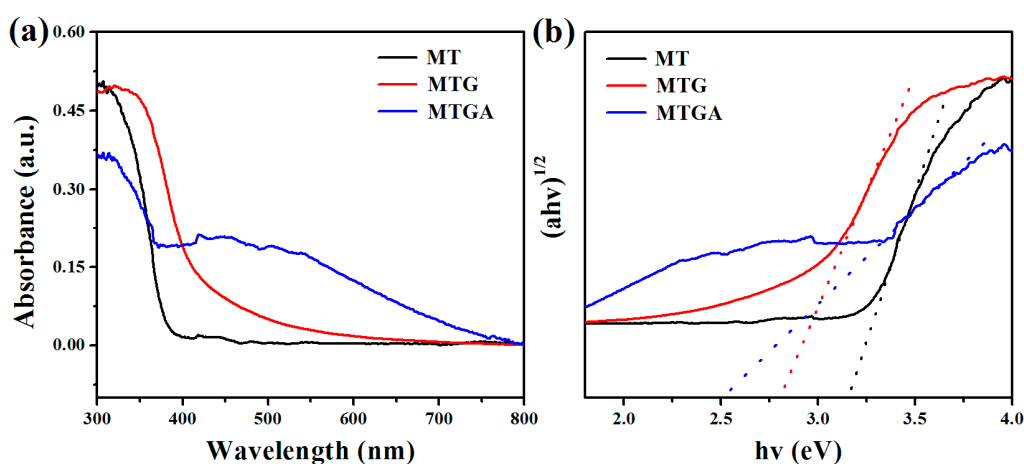 (a)
0.60
0.45
0.30
0.15
0.00
Absorbance (a.u.)
MT
MTG
MTGA
300 400 500 600 700 800
Wavelength (nm)
(b)
(ahv)1/2
MT
MTG
MTGA
2.0 2.5 3.0 3.5 4.0
hv (eV)